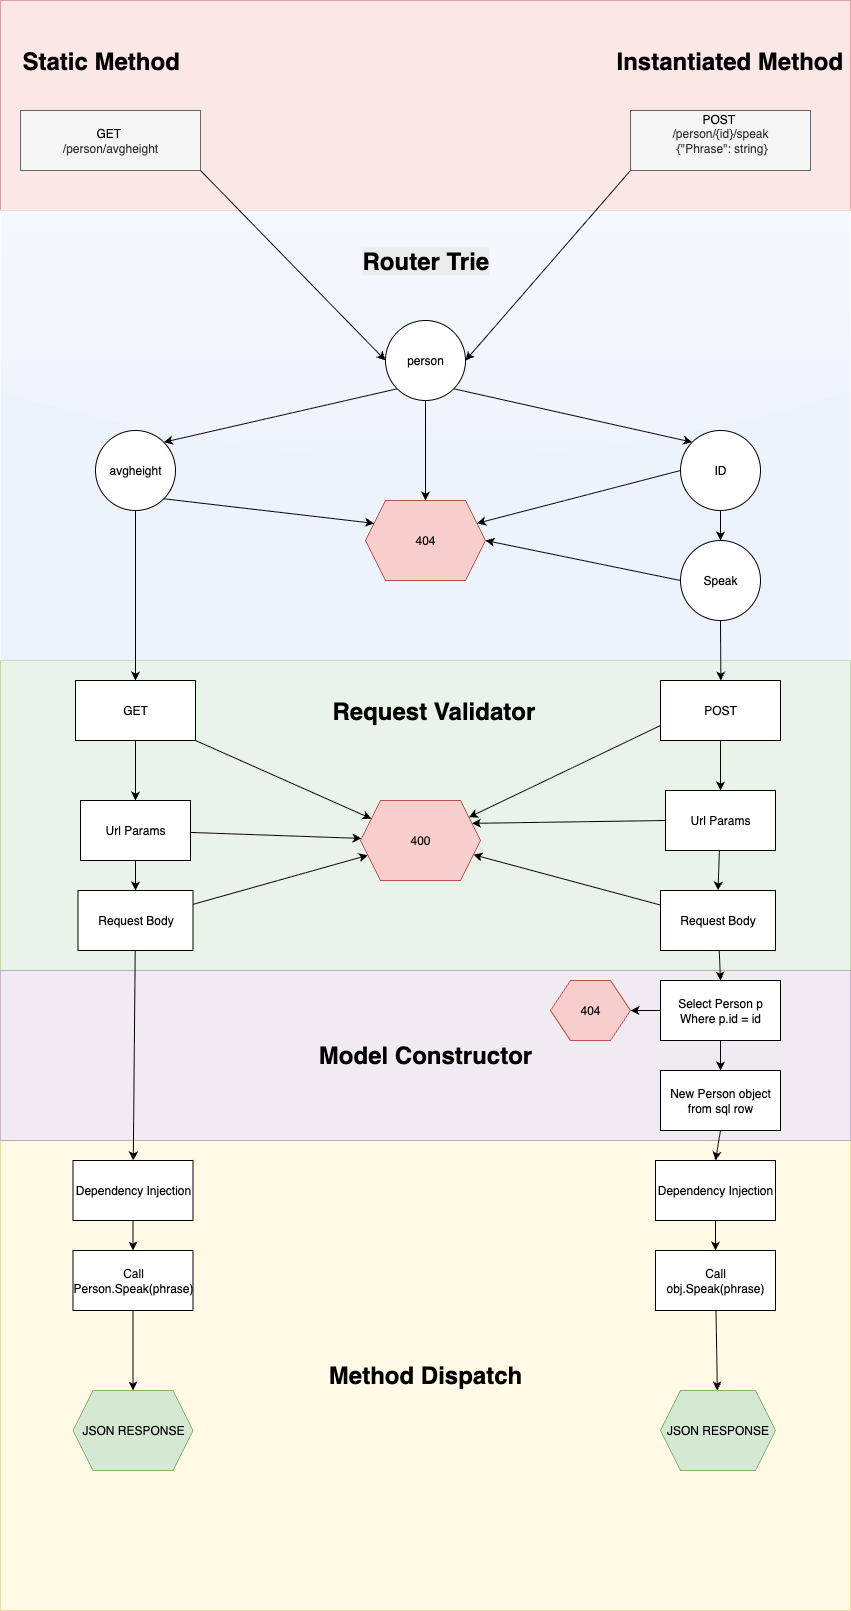 Static Method
Instantiated Method
GET
/person/avgheight
POST
/person/{id}/speak
{"Phrase": string}
Router Trie
person
avgheight
ID
404
Speak
GET
Request Validator
POST
Url Params
400
Url Params
Request Body
Request Body
404
Select Person p
Where p.id = id
Model Constructor
New Person object
from sql row
Dependency Injection
Dependency Injection
Call
Person.Speak(phrase)
Call
obj.Speak(phrase)
Method Dispatch
JSON RESPONSE
JSON RESPONSE